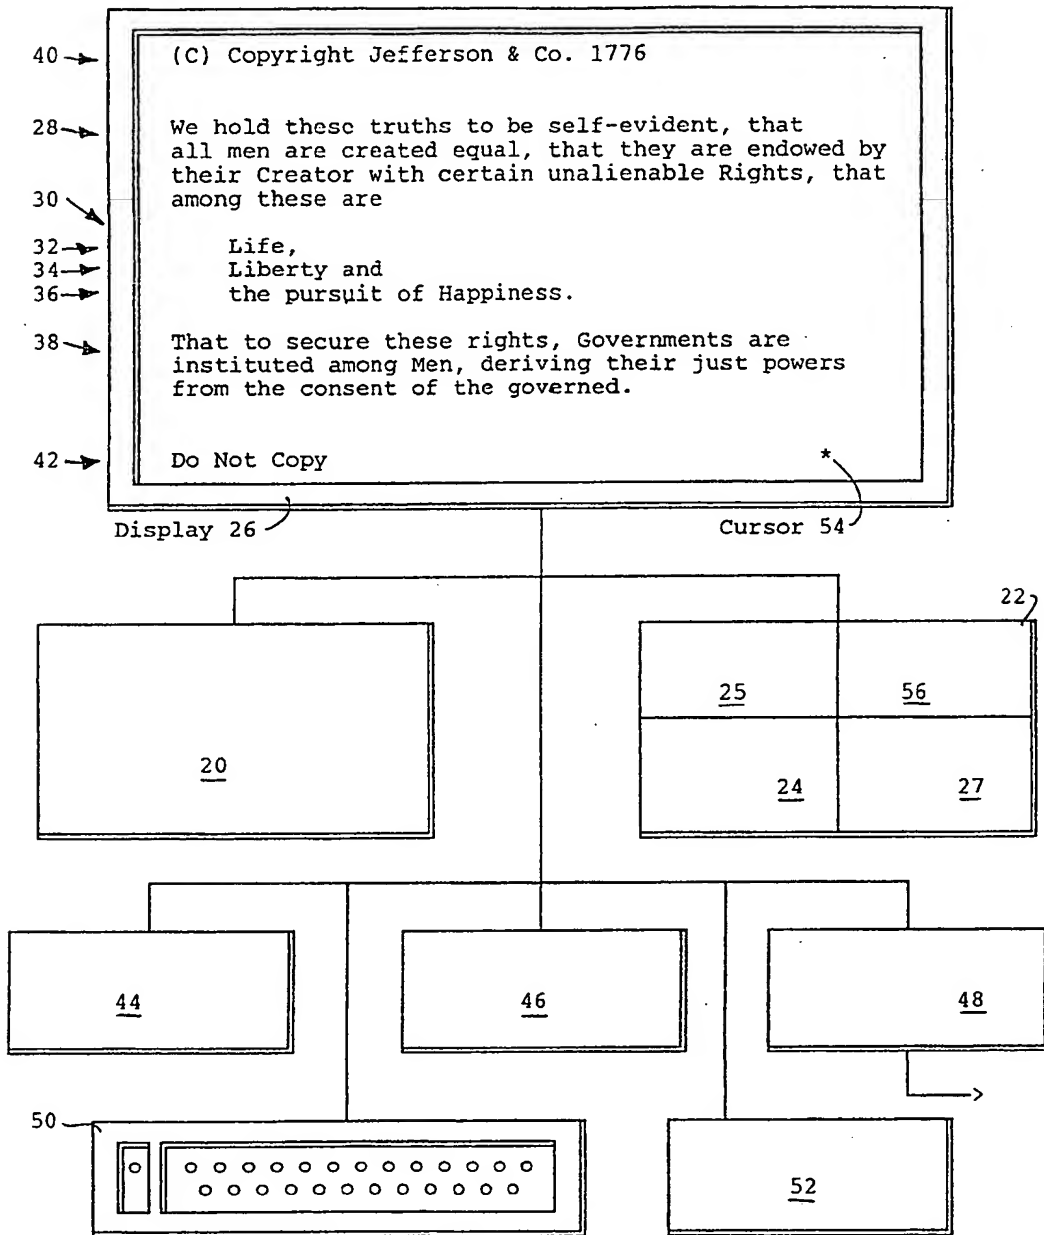 40
(C) Copyright Jefferson & Co. 1776
28
We hold these truths to be self-evident, that
all men are created equal, that they are endowed by
their Creator with certain unalienable Rights, that
30
among these are
32
Life,
34
Liberty and
36
the pursuit of Happiness.
38
That to secure these rights, Governments are
instituted among Men, deriving their just powers
from the consent of the governed.
42
Do Not Copy *
Display 26
Cursor 54
22
25 56
20
24 27
44 46 48
50
52